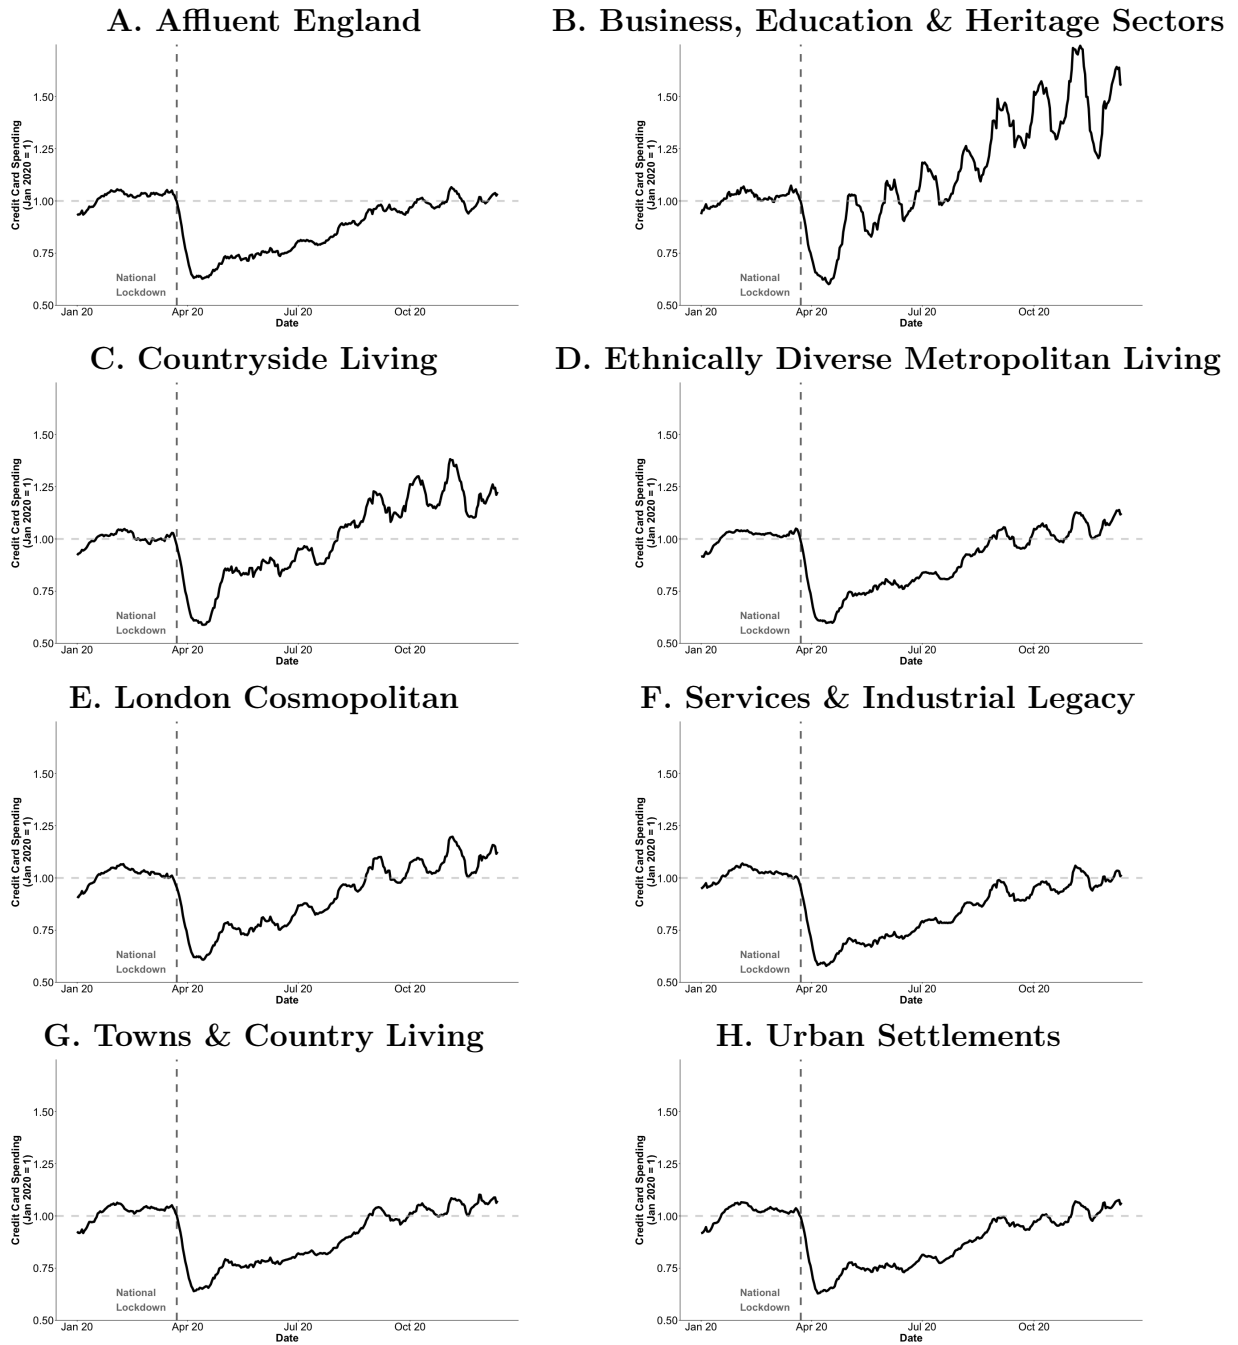 A. Affluent England
Credit Card Spending
(Jan 2020 = 1)
1.50
1.25
1.00
0.75
0.50
National
Lockdown
Jan 20 Apr 20 Jul 20 Oct 20
Date
B. Business, Education & Heritage Sectors
Credit Card Spending
(Jan 2020 = 1)
1.50
1.25
1.00
0.75
0.50
National
Lockdown
Jan 20 Apr 20 Jul 20 Oct 20
Date
C. Countryside Living
Credit Card Spending
(Jan 2020 = 1)
1.50
1.25
1.00
0.75
0.50
National
Lockdown
Jan 20 Apr 20 Jul 20 Oct 20
Date
D. Ethnically Diverse Metropolitan Living
Credit Card Spending
(Jan 2020 = 1)
1.50
1.25
1.00
0.75
0.50
National
Lockdown
Jan 20 Apr 20 Jul 20 Oct 20
Date
E. London Cosmopolitan
Credit Card Spending
(Jan 2020 = 1)
1.50
1.25
1.00
0.75
0.50
National
Lockdown
Jan 20 Apr 20 Jul 20 Oct 20
Date
F. Services & Industrial Legacy
Credit Card Spending
(Jan 2020 = 1)
1.50
1.25
1.00
0.75
0.50
National
Lockdown
Jan 20 Apr 20 Jul 20 Oct 20
Date
G. Towns & Country Living
Credit Card Spending
(Jan 2020 = 1)
1.50
1.25
1.00
0.75
0.50
National
Lockdown
Jan 20 Apr 20 Jul 20 Oct 20
Date
H. Urban Settlements
Credit Card Spending
(Jan 2020 = 1)
1.50
1.25
1.00
0.75
0.50
National
Lockdown
Jan 20 Apr 20 Jul 20 Oct 20
Date